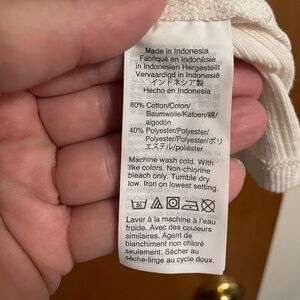 Made in Indonesia
Fabriqué en Indonésie
in Indonesien Hergestellt
Vervaardigd in Indonesië
インドネシア製
Hecho en Indonesia
60% Cotton/Coton/
Baumwolle/Katoen/綿/
algodón
40% Polyester/Polyester/
Polyester/Polyester/ポリ
エステル/poliéster
Machine wash cold. With
like colors. Non-chlorine
bleach only. Tumble dry
low. Iron on lowest setting.
Laver à la machine à l'eau
froide. Avec des couleurs
similaires. Agent de
blanchiment non chloré
seulement. Sécher au
sèche-linge au cycle doux.